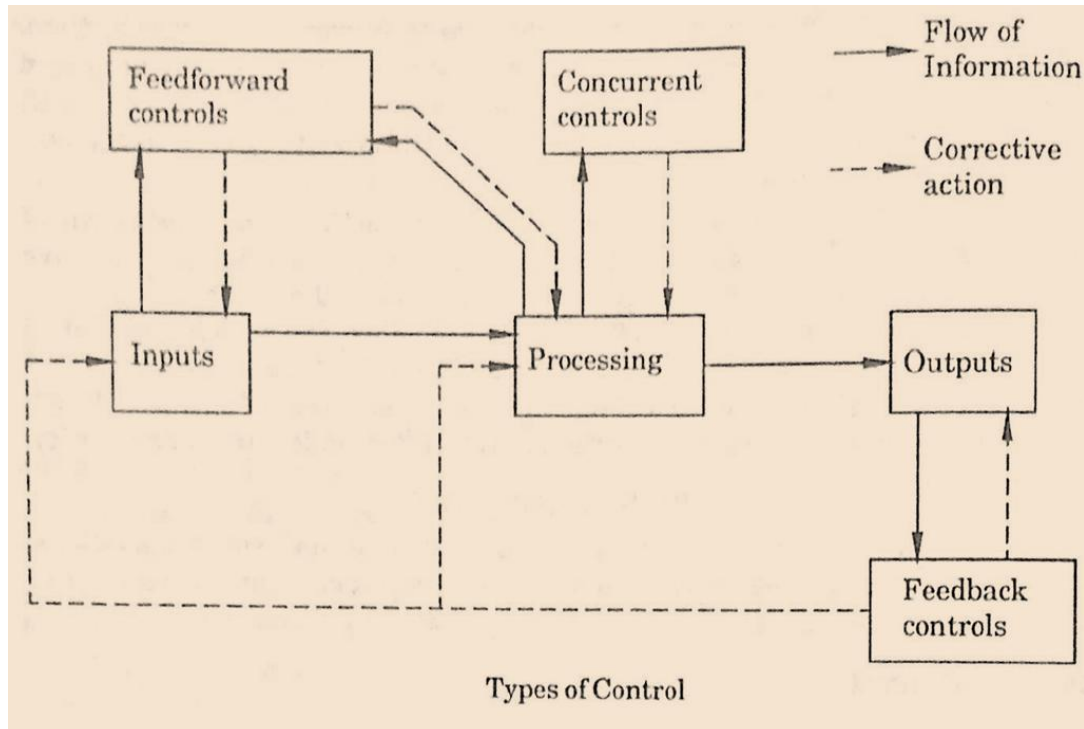 Feedforward
controls
Concurrent
controls
Flow of
Information
Corrective
action
Inputs
Processing
Outputs
Feedback
controls
Types of Control